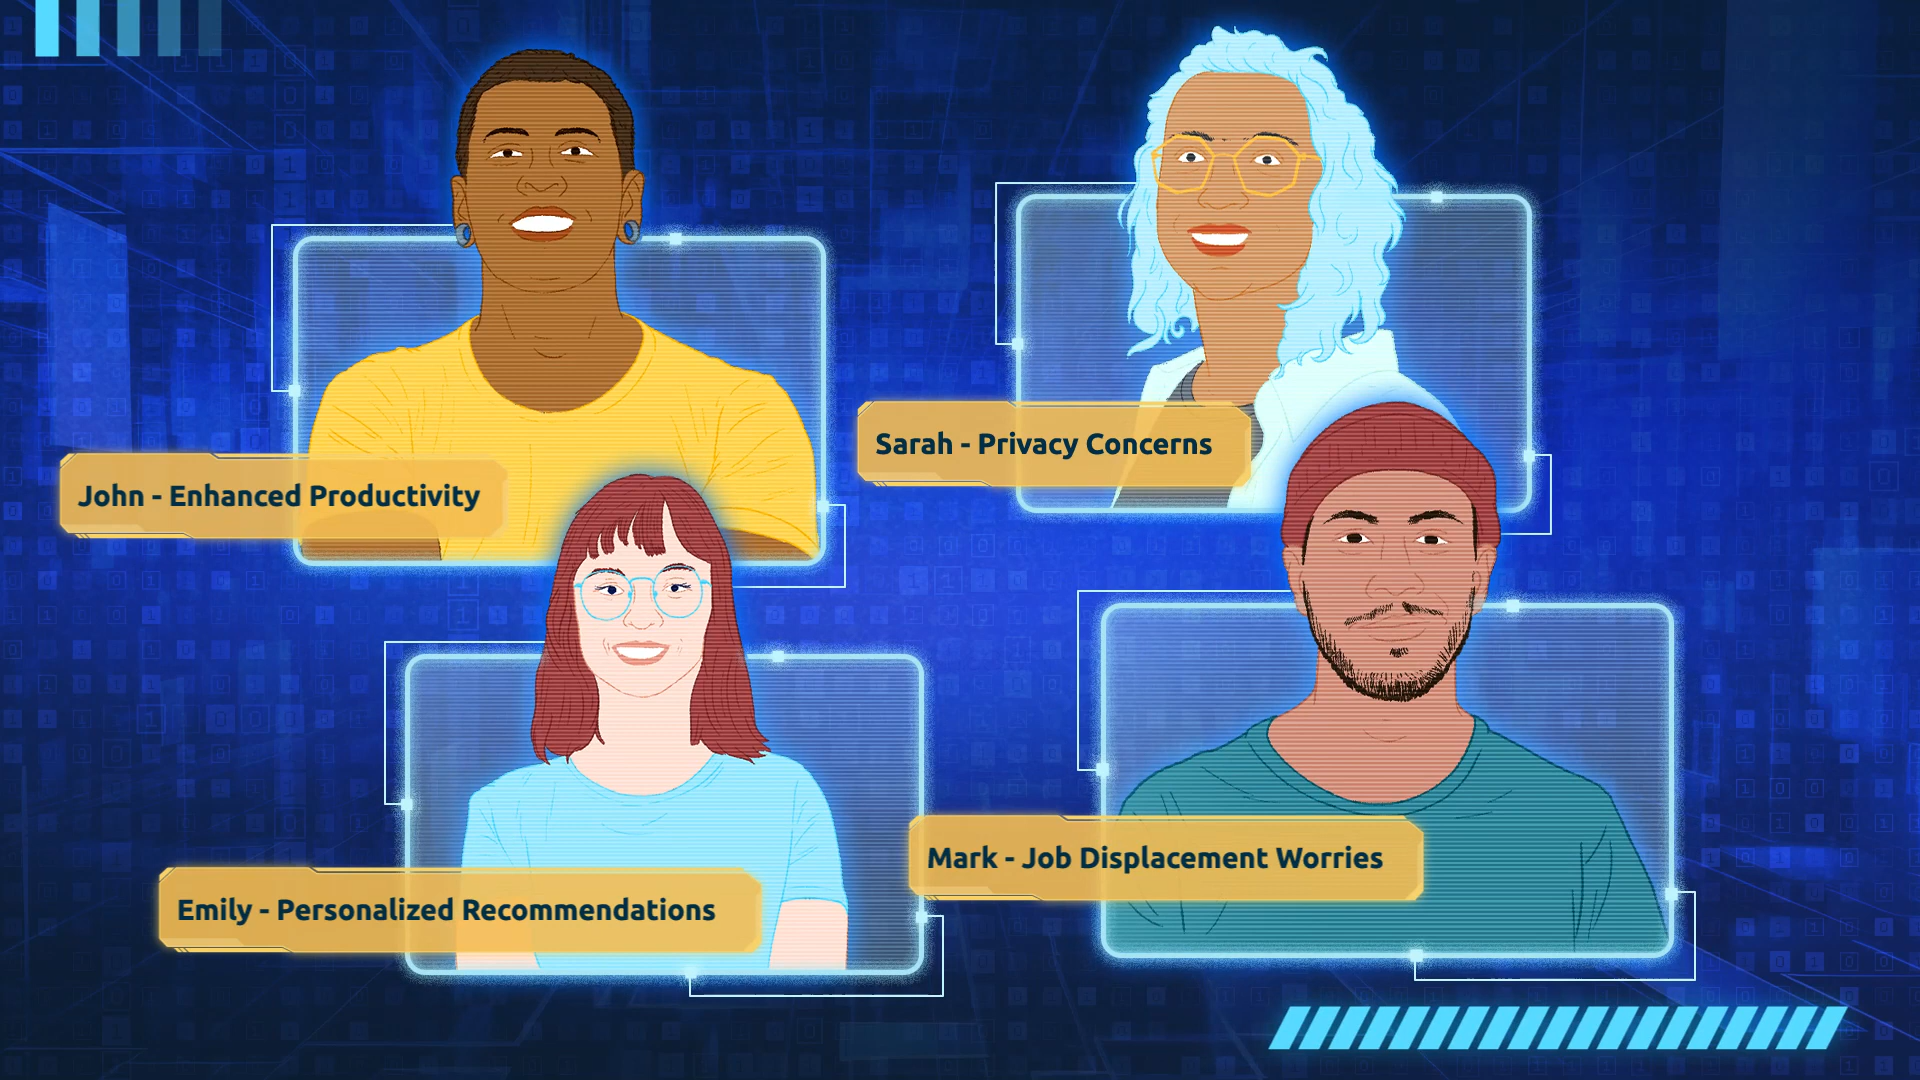 John - Enhanced Productivity
Sarah - Privacy Concerns
Emily - Personalized Recommendations
Mark - Job Displacement Worries